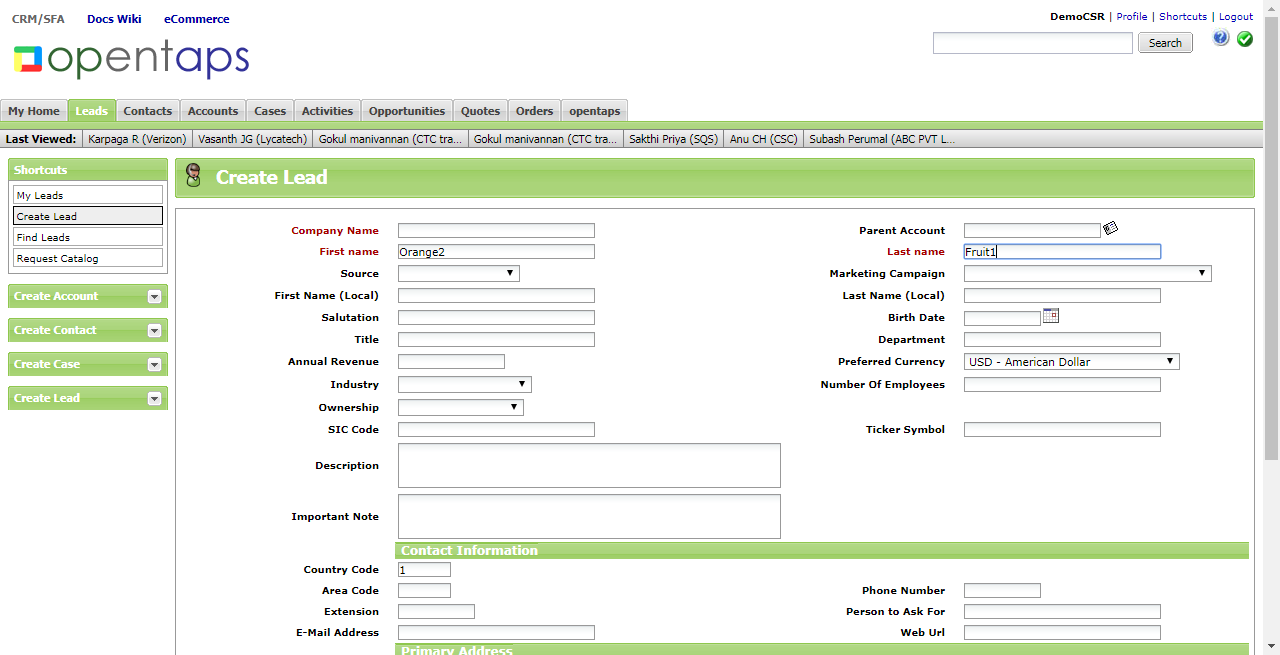 CRM/SFA Docs Wiki eCommerce
DemoCSR | Profile | Shortcuts | Logout
opentaps
Search
My Home Leads Contacts Accounts Cases Activities Opportunities Quotes Orders opentaps
Last Viewed: Karpaga R (Verizon) Vasanth JG (Lycatech) Gokul manivannan (CTC tra... Gokul manivannan (CTC tra... Sakthi Priya (SQS) Anu CH (CSC) Subash Perumal (ABC PVT L...
Shortcuts
My Leads
Create Lead
Find Leads
Request Catalog
Create Account
Create Contact
Create Case
Create Lead
Create Lead
Company Name Parent Account
First name Orange2 Last name Fruit1
Source Marketing Campaign
First Name (Local) Last Name (Local)
Salutation Birth Date
Title Department
Annual Revenue Preferred Currency USD - American Dollar
Industry Number Of Employees
Ownership
SIC Code Ticker Symbol
Description
Important Note
Contact Information
Country Code 1
Area Code Phone Number
Extension Person to Ask For
E-Mail Address Web Url
Primary Address